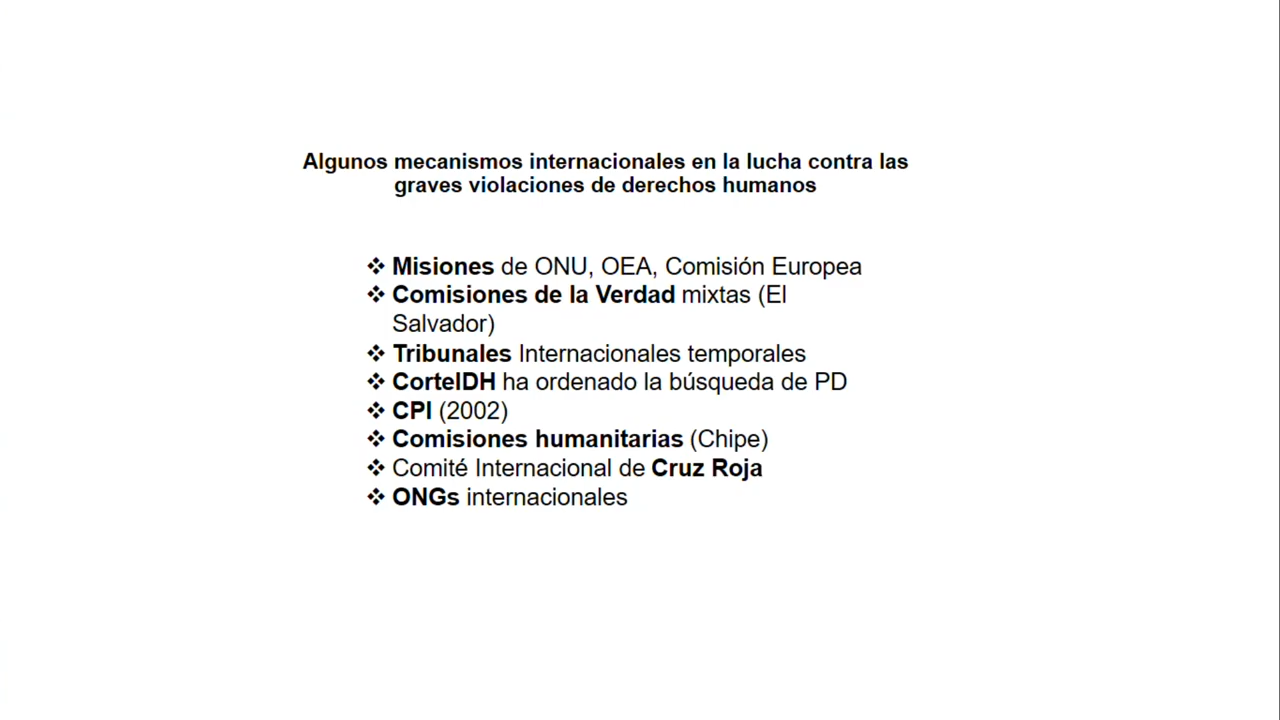 Algunos mecanismos internacionales en la lucha contra las
graves violaciones de derechos humanos
❖ Misiones de ONU, OEA, Comisión Europea
❖ Comisiones de la Verdad mixtas (El
Salvador)
❖ Tribunales Internacionales temporales
❖ CorteIDH ha ordenado la búsqueda de PD
❖ CPI (2002)
❖ Comisiones humanitarias (Chipe)
❖ Comité Internacional de Cruz Roja
❖ ONGs internacionales